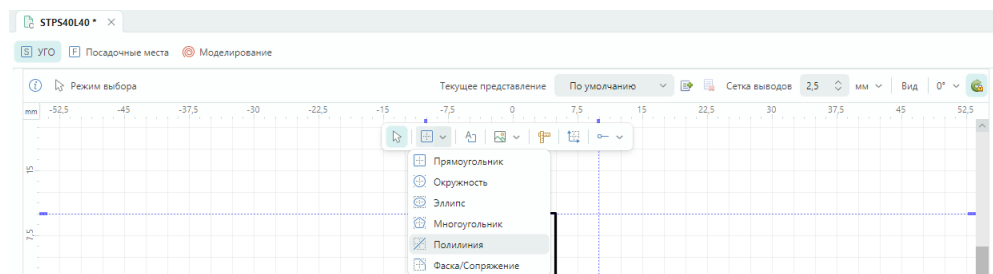 STPS40L40 *
УГО Посадочные места Моделирование
Режим выбора Текущее представление По умолчанию Сетка выводов 2,5 мм Вид 0°
mm -52,5 -45 -37,5 -30 -22,5 -15 -7,5 0 7,5 15 22,5 30 37,5 45 52,5
Прямоугольник
15
Окружность
Эллипс
Многоугольник
7,5
Полилиния
Фаска/Сопряжение